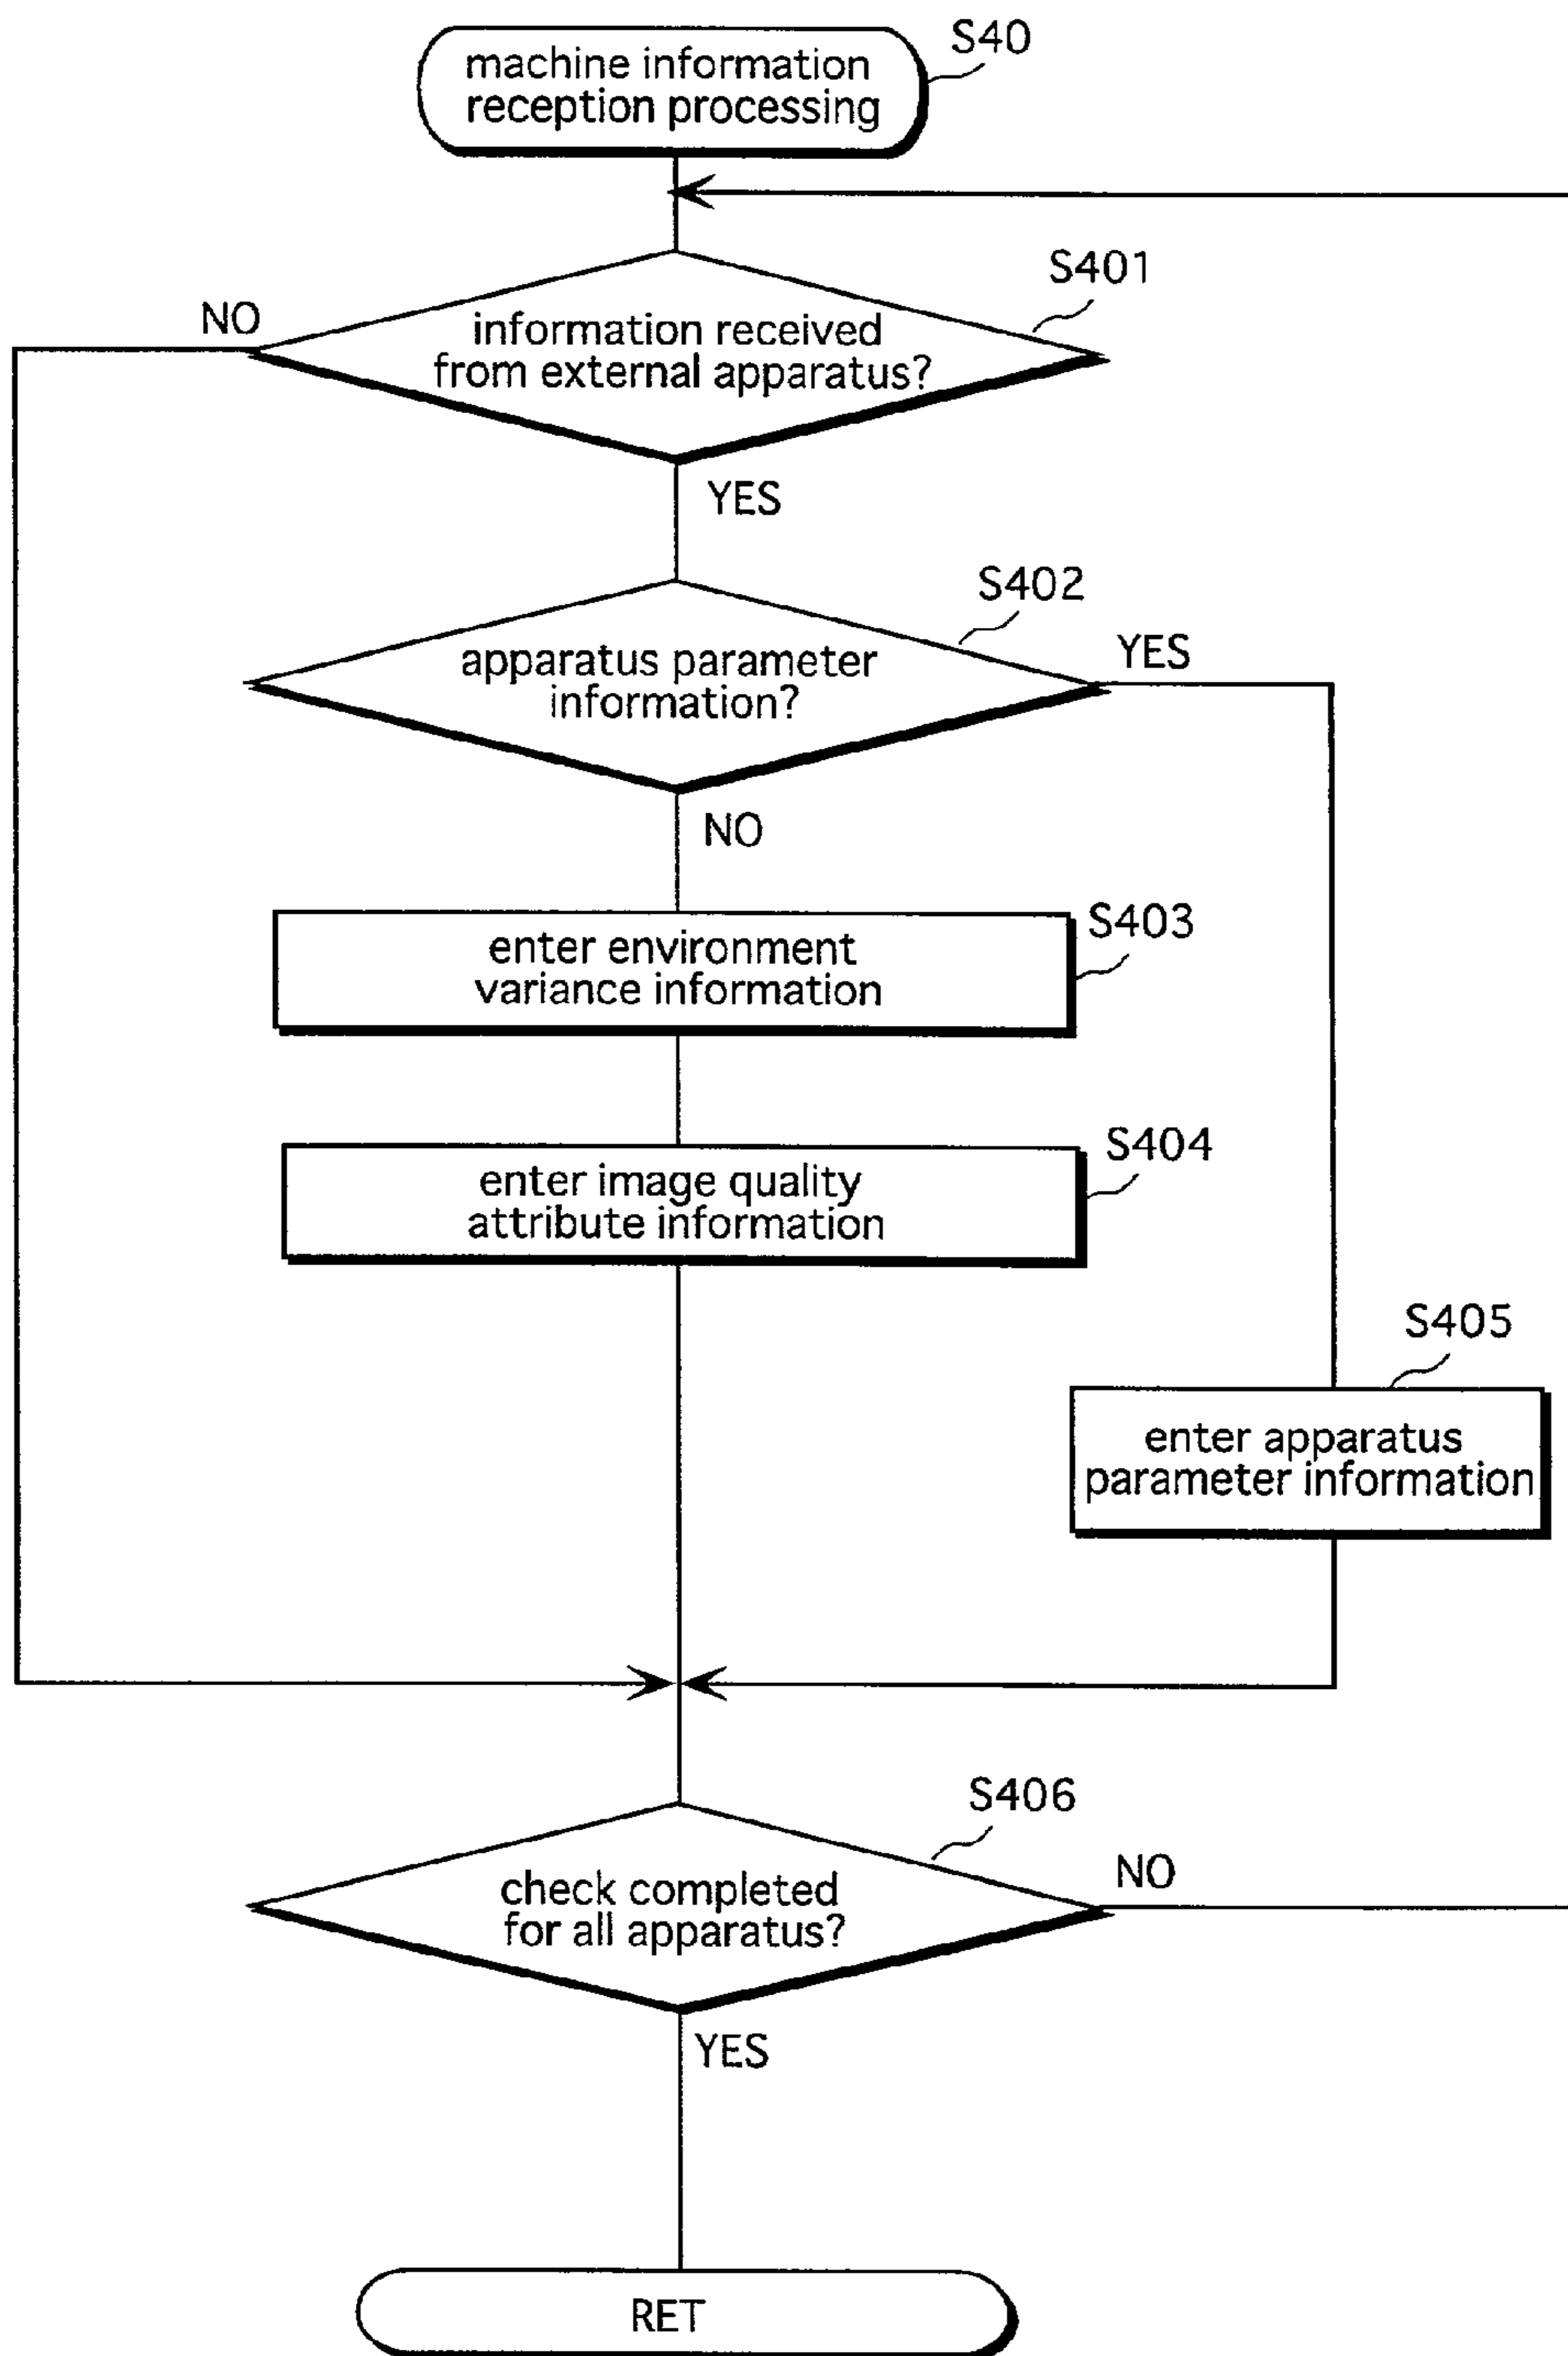 S40
machine information
reception processing
S401
NO
information received
from external apparatus?
YES
S402
YES
apparatus parameter
information?
NO
S403
enter environment
variance information
S404
enter image quality
attribute information
S405
enter apparatus
parameter information
S406
NO
check completed
for all apparatus?
YES
RET